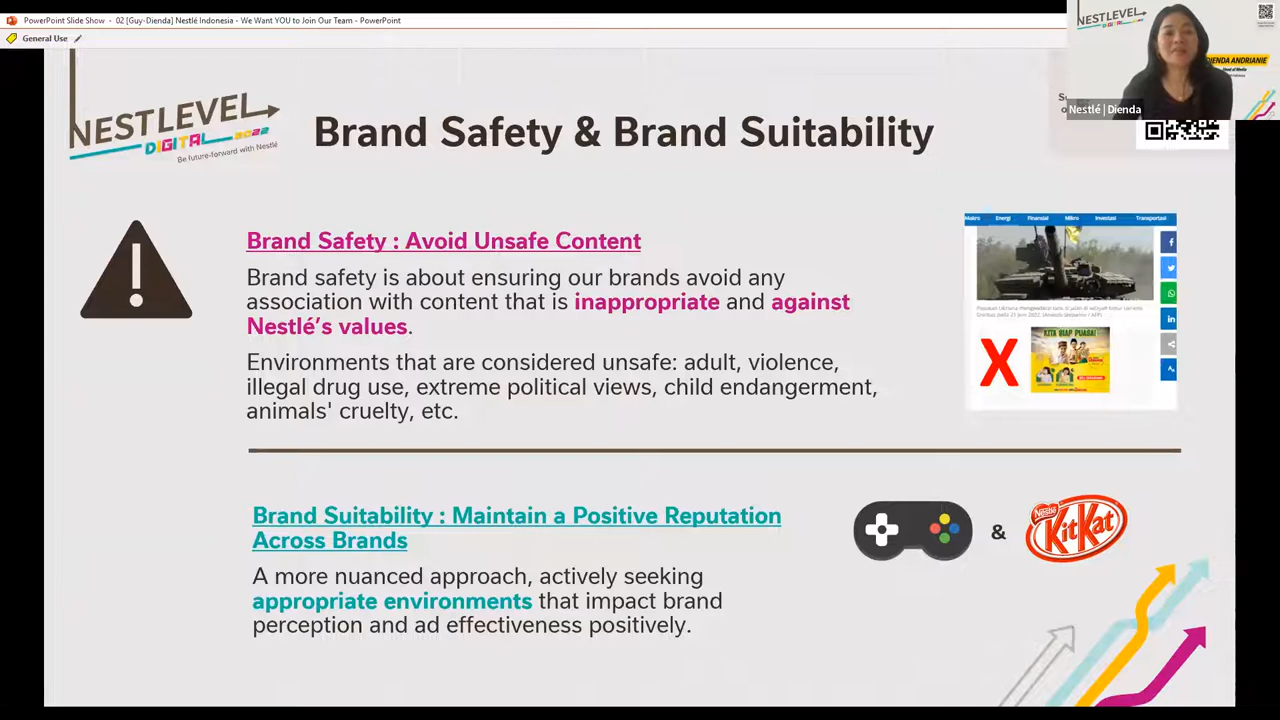 PowerPoint Slide Show - 02 [Guy-Dienda] Nestlé Indonesia - We Want YOU to Join Our Team - PowerPoint
General Use
NESTLEVEL
DIGITAL 2022
Be future-forward with Nestlé
Brand Safety & Brand Suitability
NESTLEVEL
DIGITAL
DIENDA ANDRIANIE
Nestlé | Dienda
Brand Safety : Avoid Unsafe Content
Brand safety is about ensuring our brands avoid any
association with content that is inappropriate and against
Nestlé’s values.
Environments that are considered unsafe: adult, violence,
illegal drug use, extreme political views, child endangerment,
animals' cruelty, etc.
Makro Energi Finansial Mikro Investasi Transportasi
KITA SIAP PUASA!
X
Brand Suitability : Maintain a Positive Reputation
Across Brands
A more nuanced approach, actively seeking
appropriate environments that impact brand
perception and ad effectiveness positively.
&
Nestlé
KitKat